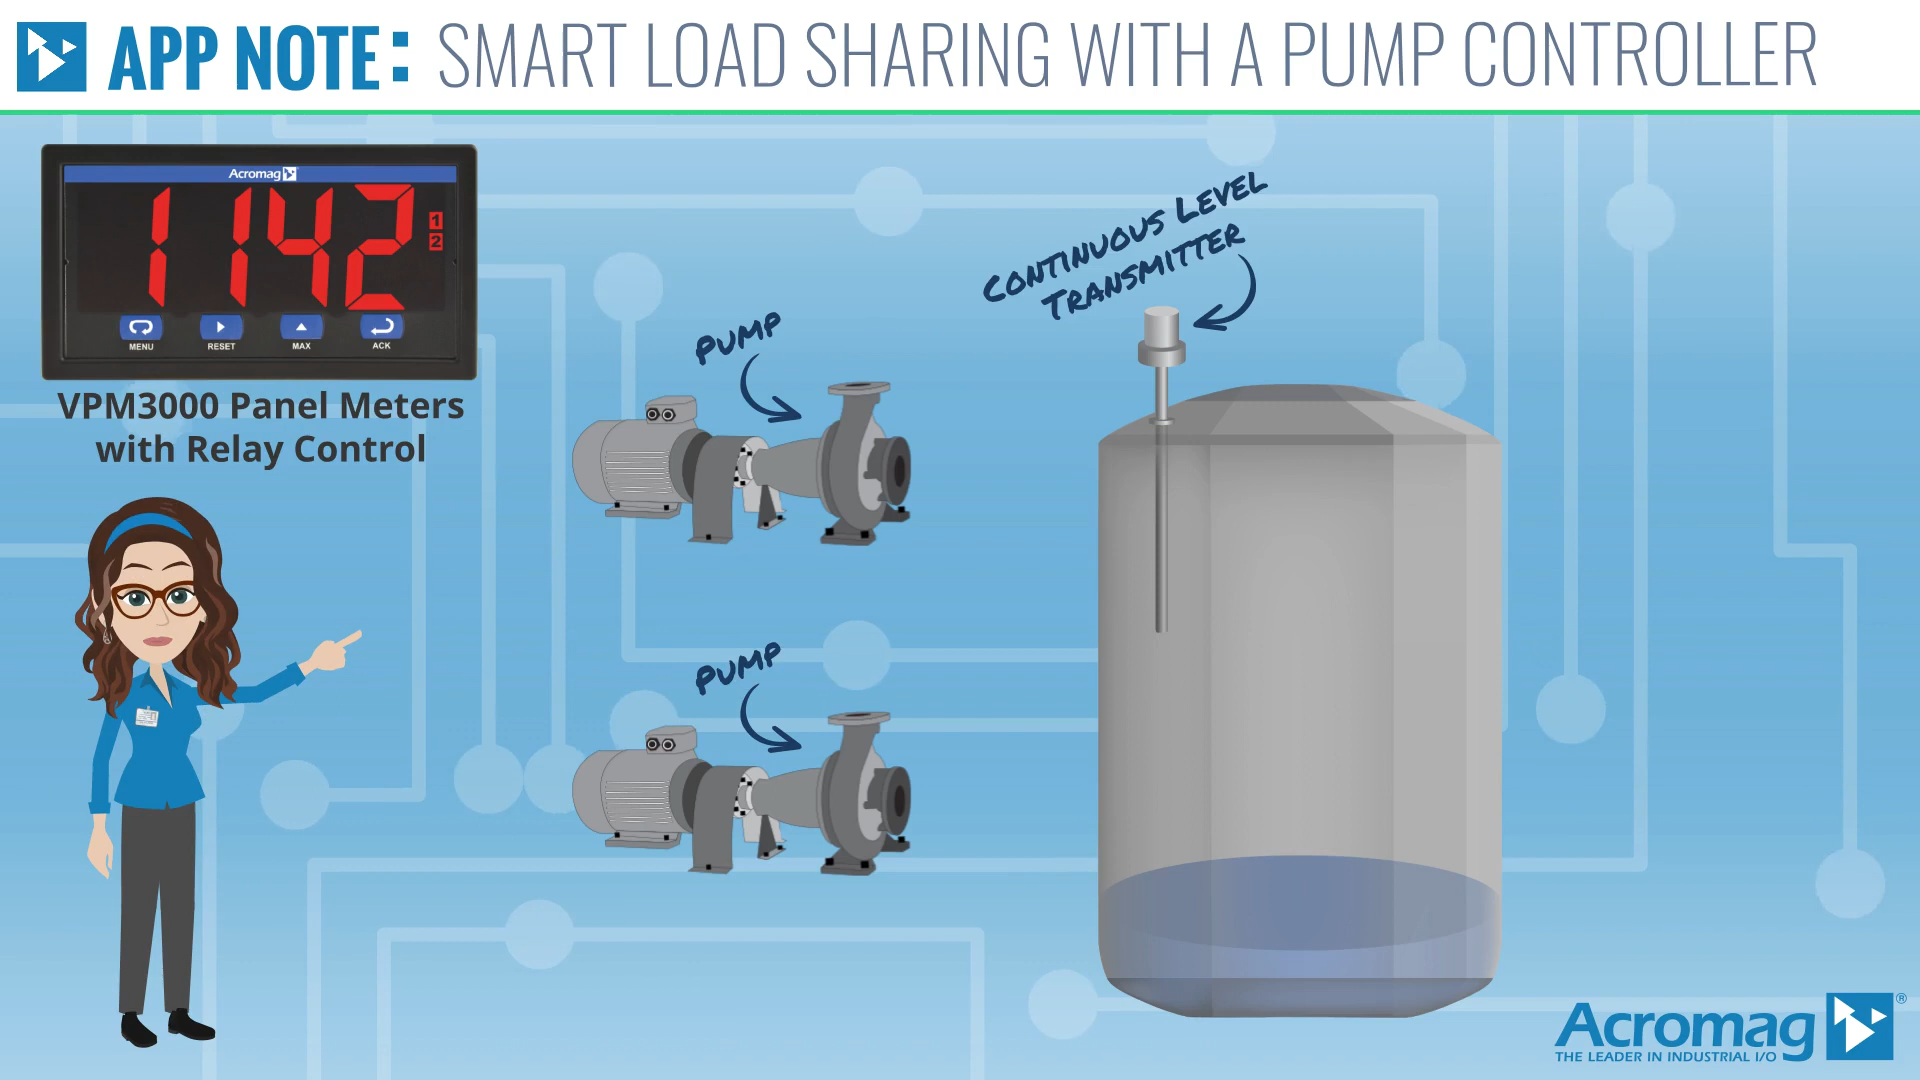 APP NOTE: SMART LOAD SHARING WITH A PUMP CONTROLLER
Acromag
1142
1
2
MENU RESET MAX ACK
VPM3000 Panel Meters
with Relay Control
PUMP
CONTINUOUS LEVEL
TRANSMITTER
PUMP
Acromag®
THE LEADER IN INDUSTRIAL I/O